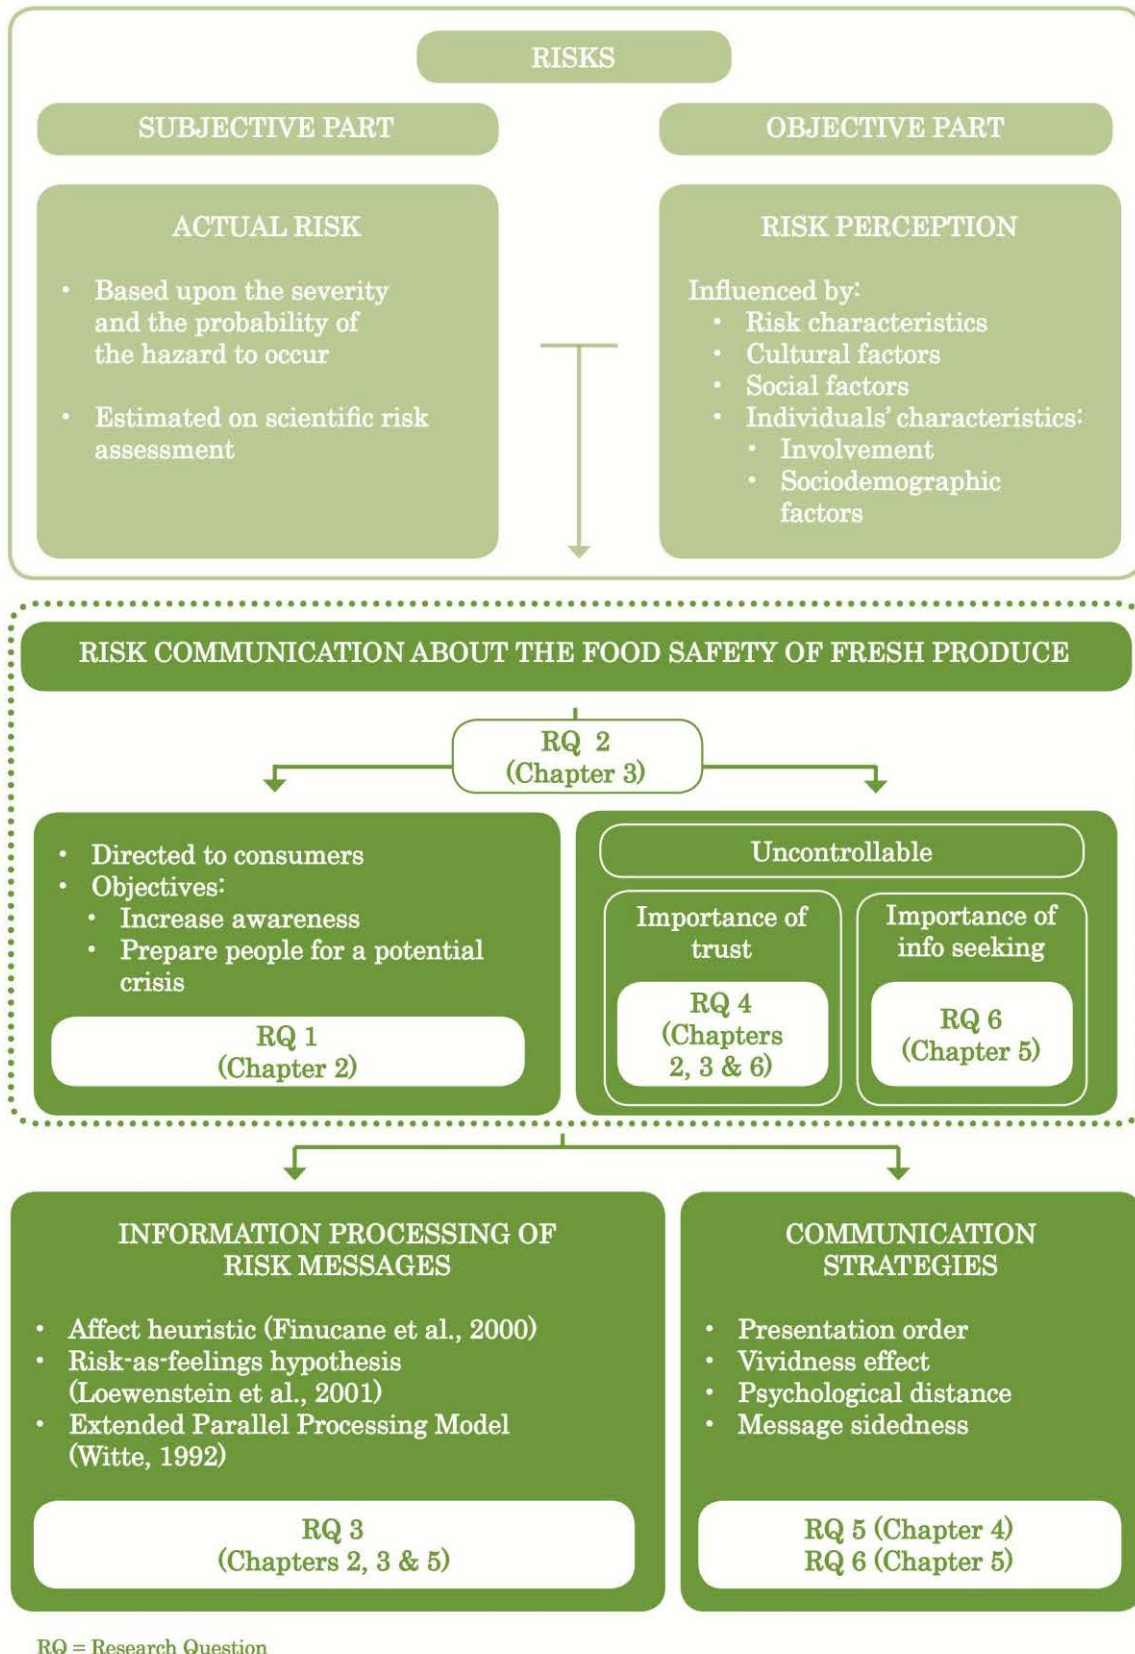 RISKS
SUBJECTIVE PART
ACTUAL RISK
• Based upon the severity
and the probability of
the hazard to occur
• Estimated on scientific risk
assessment
OBJECTIVE PART
RISK PERCEPTION
Influenced by:
• Risk characteristics
• Cultural factors
• Social factors
• Individuals' characteristics:
• Involvement
• Sociodemographic
factors
RISK COMMUNICATION ABOUT THE FOOD SAFETY OF FRESH PRODUCE
RQ 2
(Chapter 3)
• Directed to consumers
• Objectives:
• Increase awareness
• Prepare people for a potential
crisis
RQ 1
(Chapter 2)
Uncontrollable
Importance of
trust
RQ 4
(Chapters
2, 3 & 6)
Importance of
info seeking
RQ 6
(Chapter 5)
INFORMATION PROCESSING OF
RISK MESSAGES
• Affect heuristic (Finucane et al., 2000)
• Risk-as-feelings hypothesis
(Loewenstein et al., 2001)
• Extended Parallel Processing Model
(Witte, 1992)
RQ 3
(Chapters 2, 3 & 5)
COMMUNICATION
STRATEGIES
• Presentation order
• Vividness effect
• Psychological distance
• Message sidedness
RQ 5 (Chapter 4)
RQ 6 (Chapter 5)
RQ = Research Question